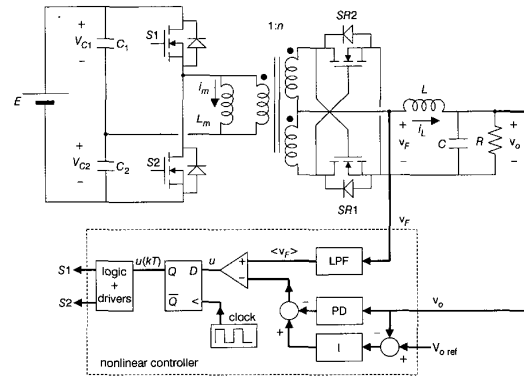 S1
1:n
SR2
+
V_C1
−
C_1
E
i_m
L_m
+
V_C2
−
C_2
S2
L
i_L
+
v_F
−
C
R
+
v_o
−
SR1
v_F
<v_F>
LPF
u(kT)
u
S1
S2
logic
+
drivers
Q D
Q̅ <
+
−
clock
−
+
PD
I
v_o
−
+
V_o ref
nonlinear controller